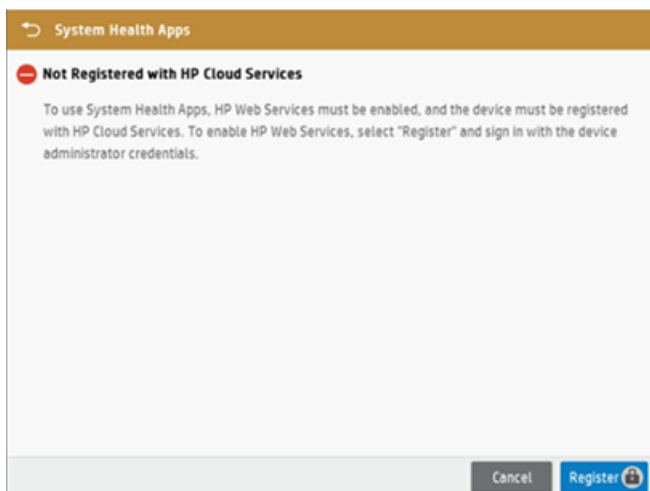 System Health Apps
Not Registered with HP Cloud Services
To use System Health Apps, HP Web Services must be enabled, and the device must be registered
with HP Cloud Services. To enable HP Web Services, select "Register" and sign in with the device
administrator credentials.
Cancel
Register